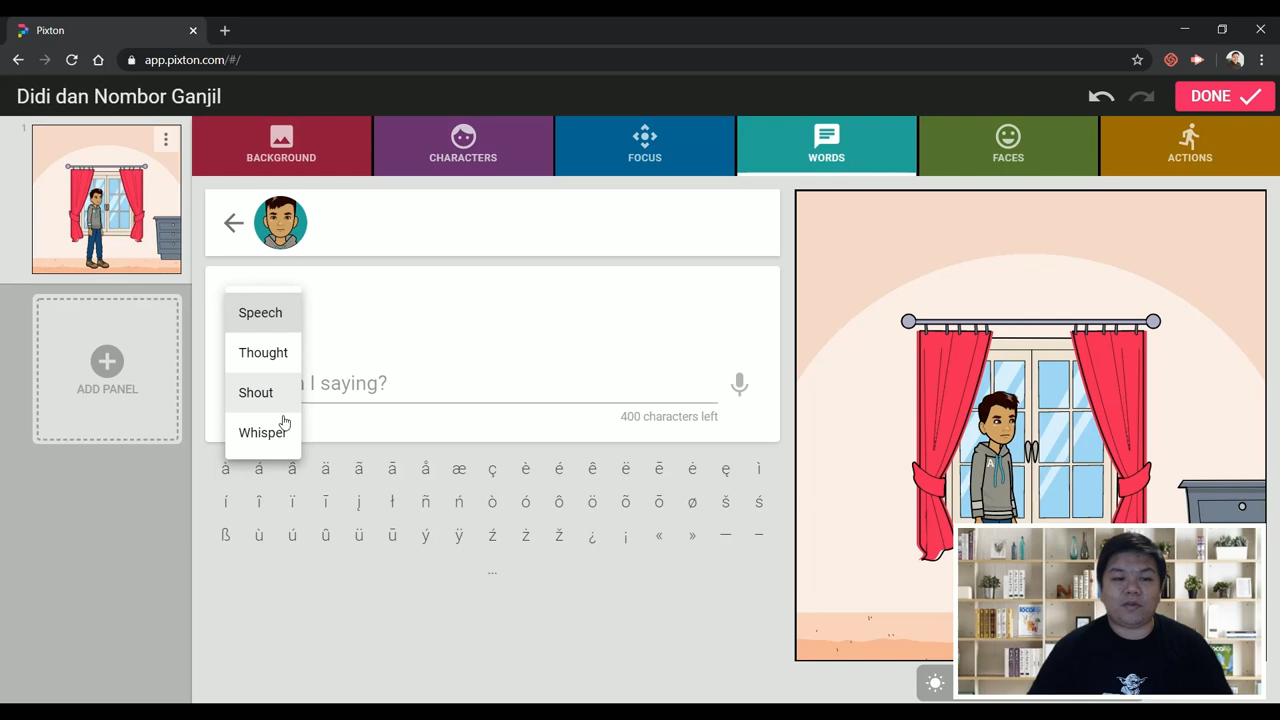 Pixton
app.pixton.com/#/
Didi dan Nombor Ganjil
DONE
1
BACKGROUND
CHARACTERS
FOCUS
WORDS
FACES
ACTIONS
ADD PANEL
Speech
Thought
Shout
Whisper
I saying?
400 characters left
à á â ä ã ā å æ ç è é ê ë ē ė ę ì
í î ï ī į ł ñ ń ò ó ô ö õ ō ø š ś
ß ù ú û ü ū ý ÿ ź ż ž ¿ ¡ « » — –
...
A